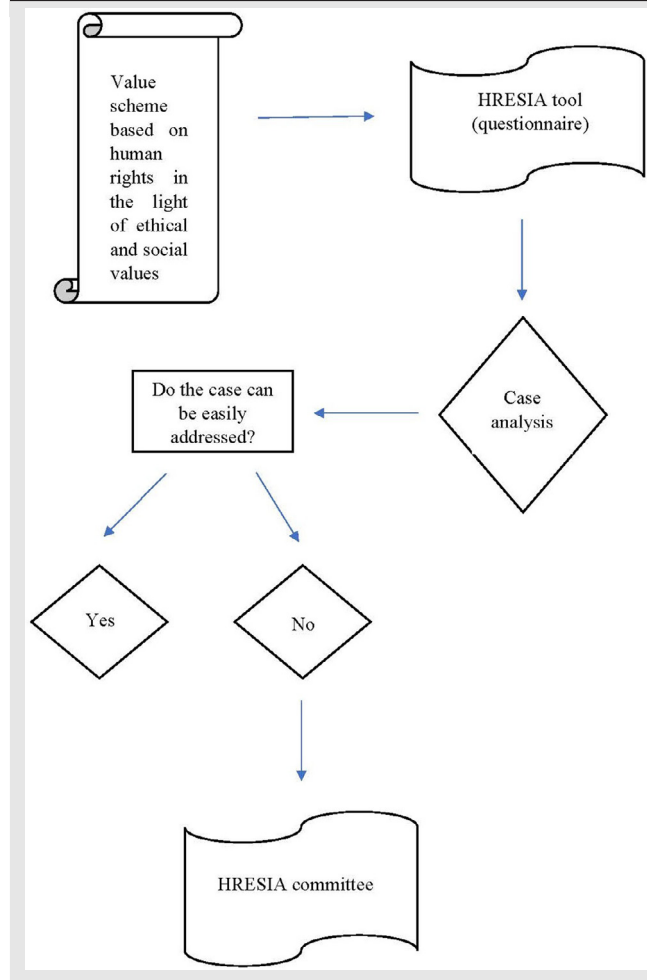 Value
scheme
based on
human
rights in
the light
of ethical
and social
values
HRESIA tool
(questionnaire)
Case
analysis
Do the case can
be easily
addressed?
Yes
No
HRESIA committee